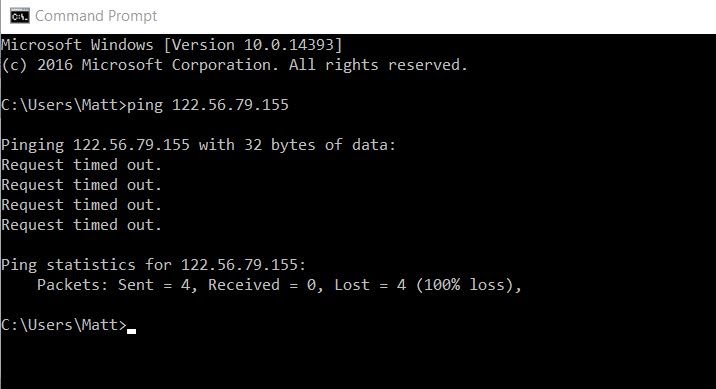 Command Prompt
Microsoft Windows [Version 10.0.14393]
(c) 2016 Microsoft Corporation. All rights reserved.
C:\Users\Matt>ping 122.56.79.155
Pinging 122.56.79.155 with 32 bytes of data:
Request timed out.
Request timed out.
Request timed out.
Request timed out.
Ping statistics for 122.56.79.155:
    Packets: Sent = 4, Received = 0, Lost = 4 (100% loss),
C:\Users\Matt>